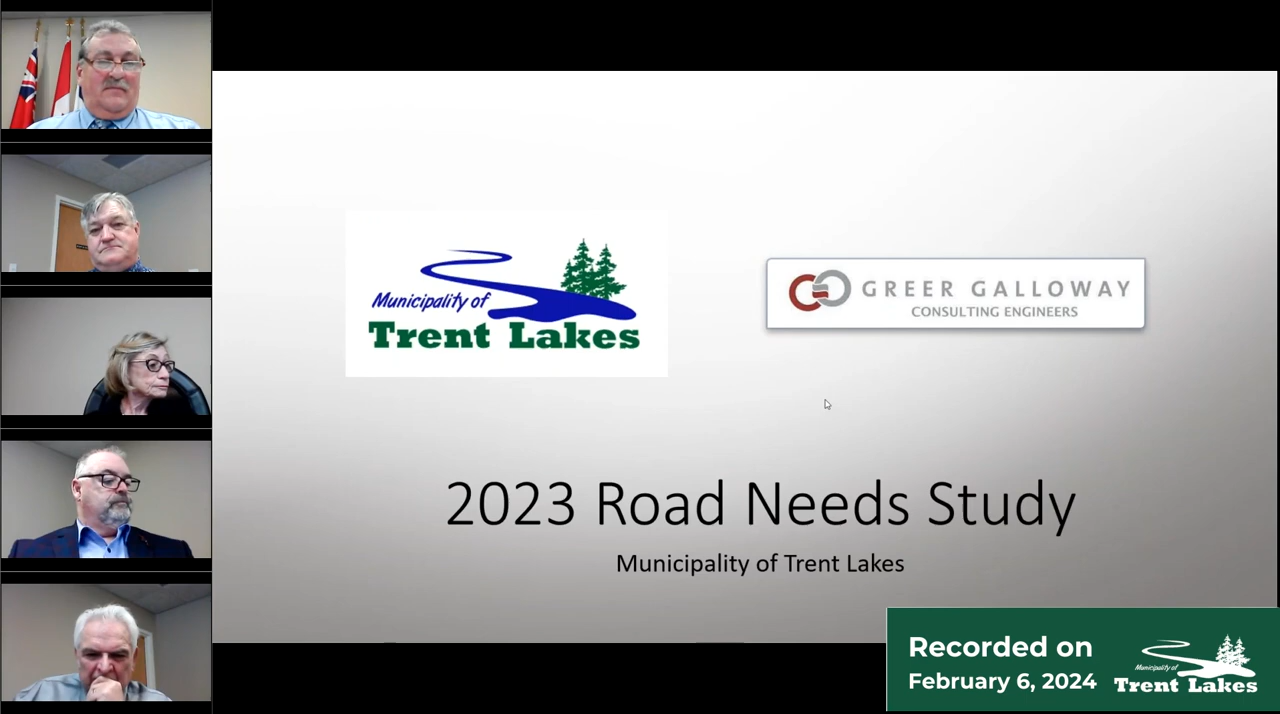 Municipality of
Trent Lakes
GREER GALLOWAY
CONSULTING ENGINEERS
2023 Road Needs Study
Municipality of Trent Lakes
Recorded on
February 6, 2024
Municipality of
Trent Lakes